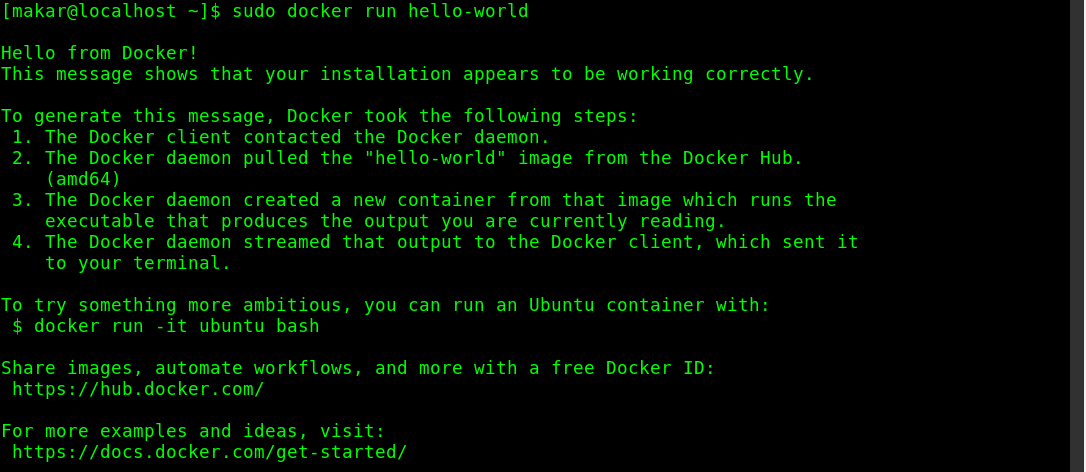 [makar@localhost ~]$ sudo docker run hello-world
Hello from Docker!
This message shows that your installation appears to be working correctly.
To generate this message, Docker took the following steps:
1. The Docker client contacted the Docker daemon.
2. The Docker daemon pulled the "hello-world" image from the Docker Hub.
(amd64)
3. The Docker daemon created a new container from that image which runs the
executable that produces the output you are currently reading.
4. The Docker daemon streamed that output to the Docker client, which sent it
to your terminal.
To try something more ambitious, you can run an Ubuntu container with:
$ docker run -it ubuntu bash
Share images, automate workflows, and more with a free Docker ID:
https://hub.docker.com/
For more examples and ideas, visit:
https://docs.docker.com/get-started/